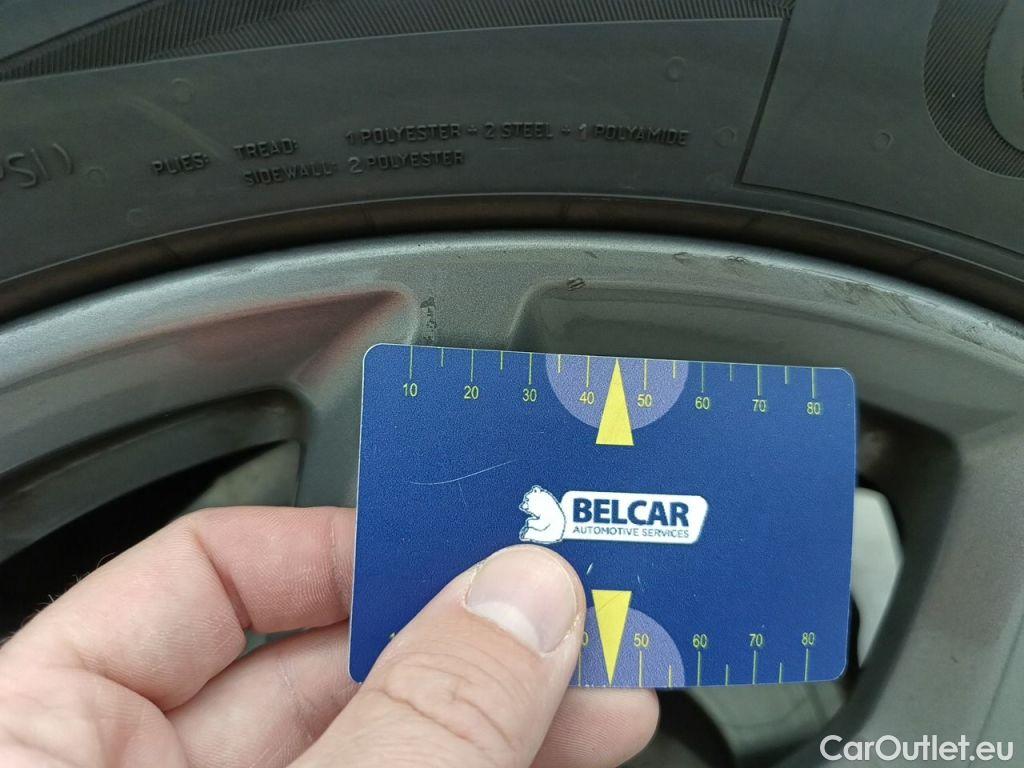 PSI)
PLIES: TREAD: 1 POLYESTER + 2 STEEL + 1 POLYAMIDE
SIDEWALL: 2 POLYESTER
10 20 30 40 50 60 70 80
BELCAR
AUTOMOTIVE SERVICES
50 60 70 80
CarOutlet.eu